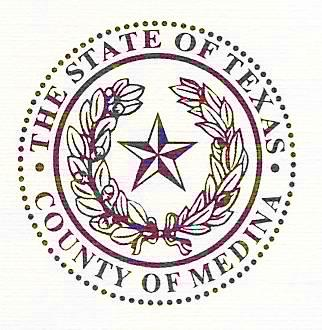 THE STATE OF TEXAS
COUNTY OF MEDINA